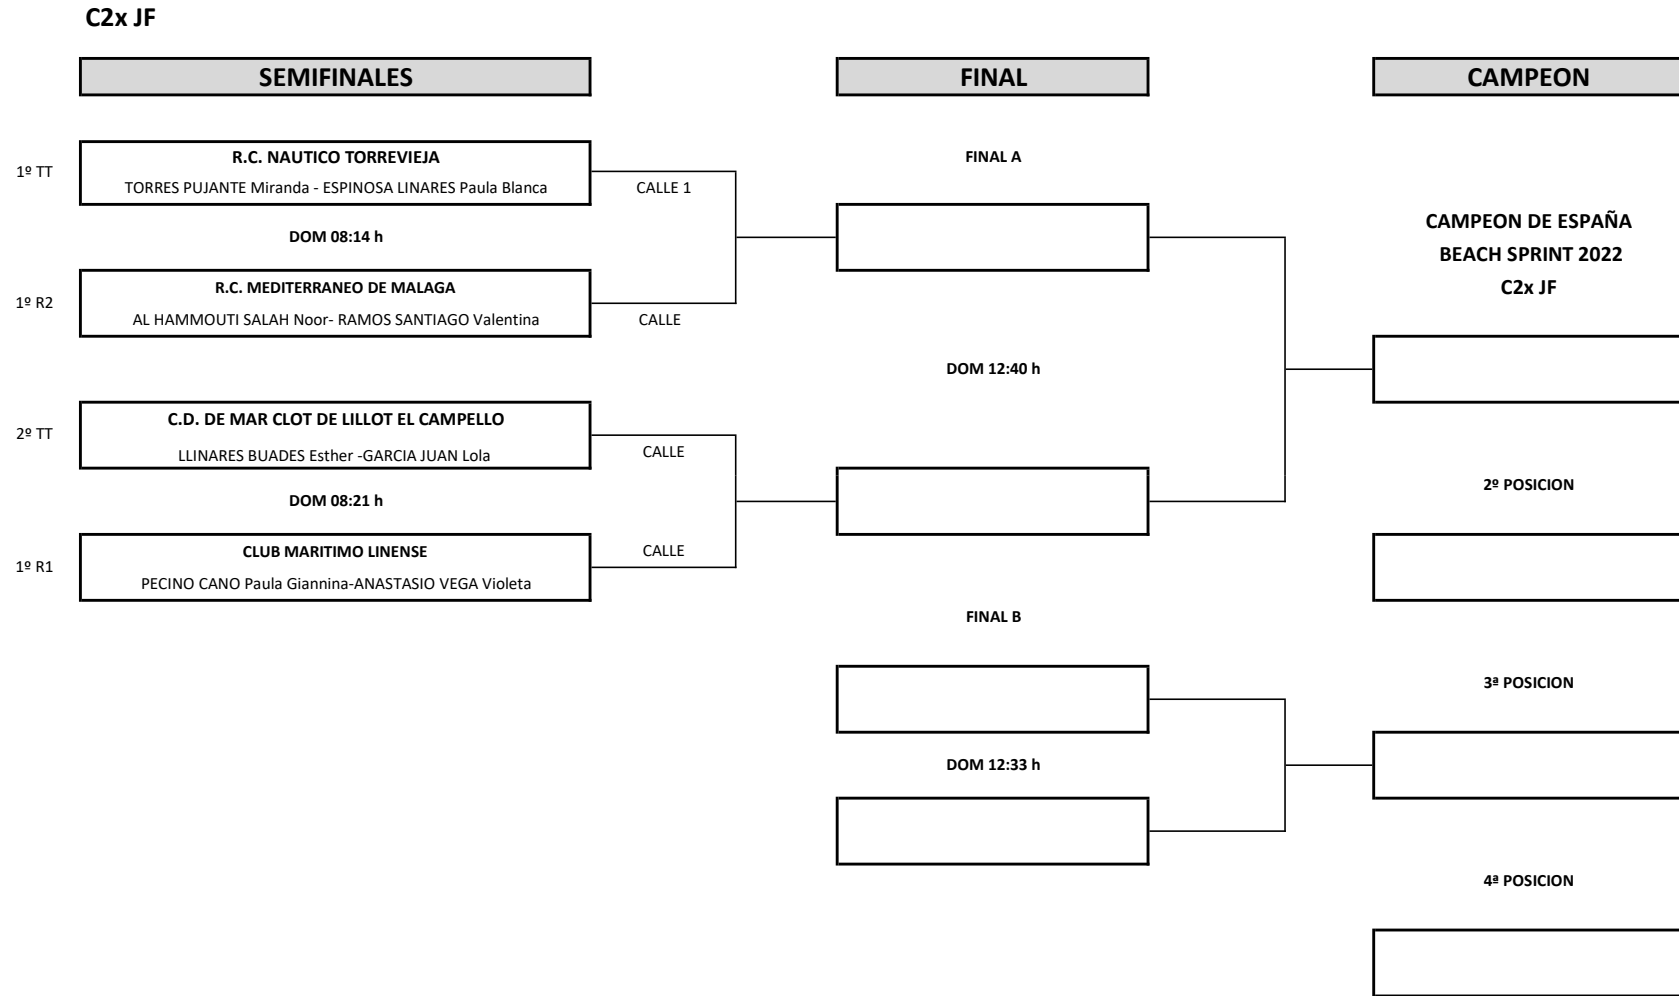 C2x JF
SEMIFINALES
FINAL
CAMPEON
1º TT
R.C. NAUTICO TORREVIEJA
TORRES PUJANTE Miranda - ESPINOSA LINARES Paula Blanca
CALLE 1
FINAL A
DOM 08:14 h
CAMPEON DE ESPAÑA
BEACH SPRINT 2022
C2x JF
1º R2
R.C. MEDITERRANEO DE MALAGA
AL HAMMOUTI SALAH Noor- RAMOS SANTIAGO Valentina
CALLE
DOM 12:40 h
2º TT
C.D. DE MAR CLOT DE LILLOT EL CAMPELLO
LLINARES BUADES Esther -GARCIA JUAN Lola
CALLE
DOM 08:21 h
2º POSICION
1º R1
CLUB MARITIMO LINENSE
PECINO CANO Paula Giannina-ANASTASIO VEGA Violeta
CALLE
FINAL B
3ª POSICION
DOM 12:33 h
4ª POSICION